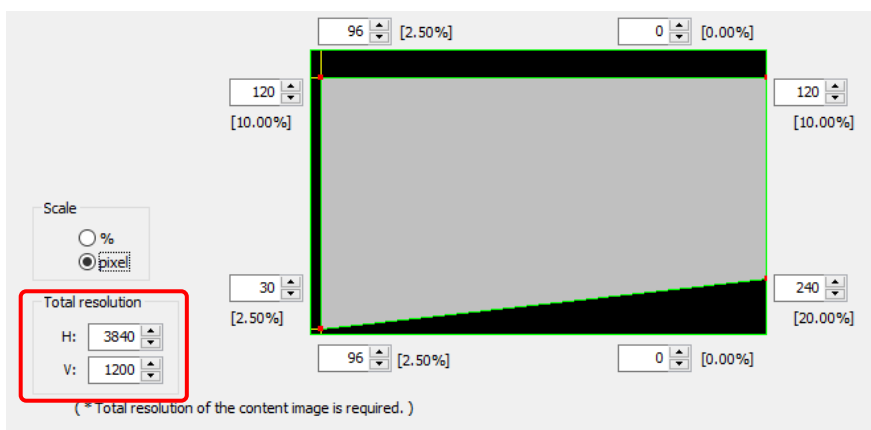 96 [2.50%] 0 [0.00%]
120 120
[10.00%] [10.00%]
Scale
%
pixel
30 240
Total resolution
[2.50%] [20.00%]
H: 3840
96 [2.50%] 0 [0.00%]
V: 1200
( * Total resolution of the content image is required. )